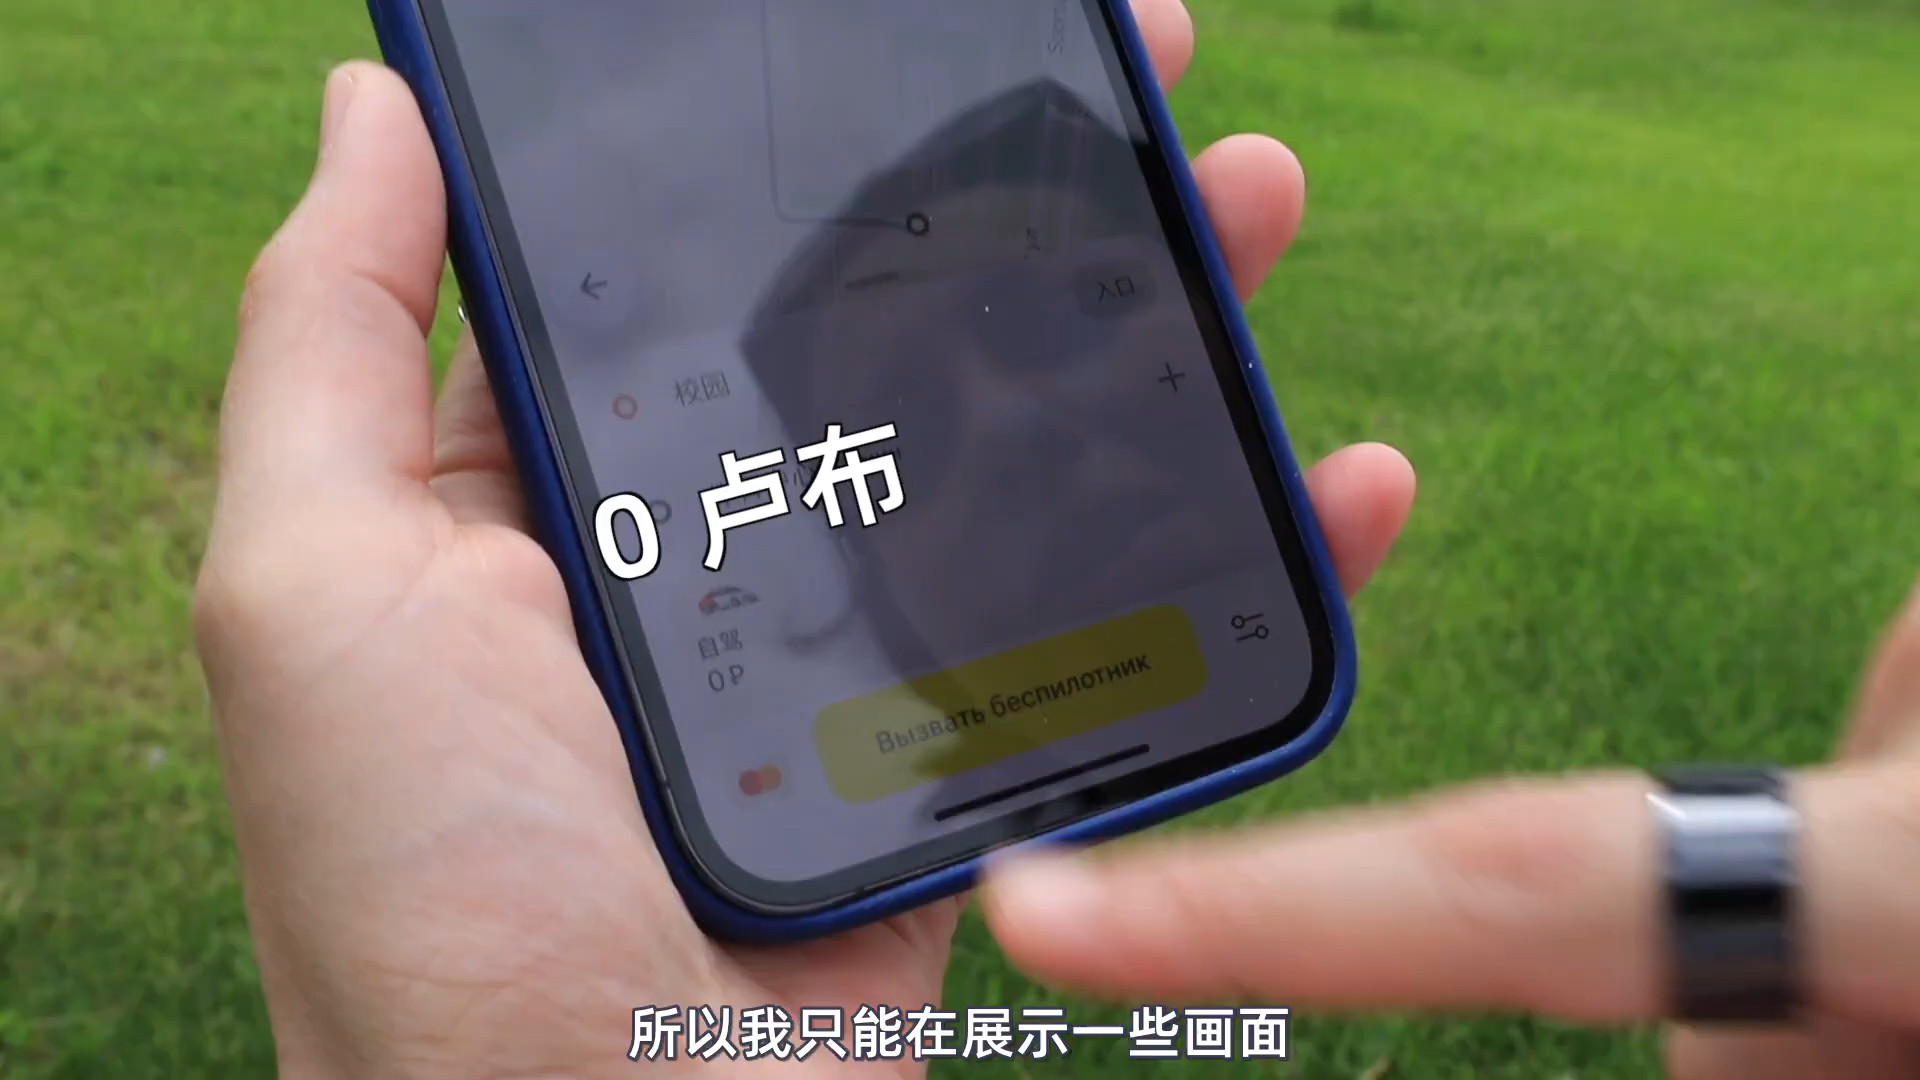 入口
校园
0 卢布
自驾
0 ₽
Вызвать беспилотник
所以我只能在展示一些画面